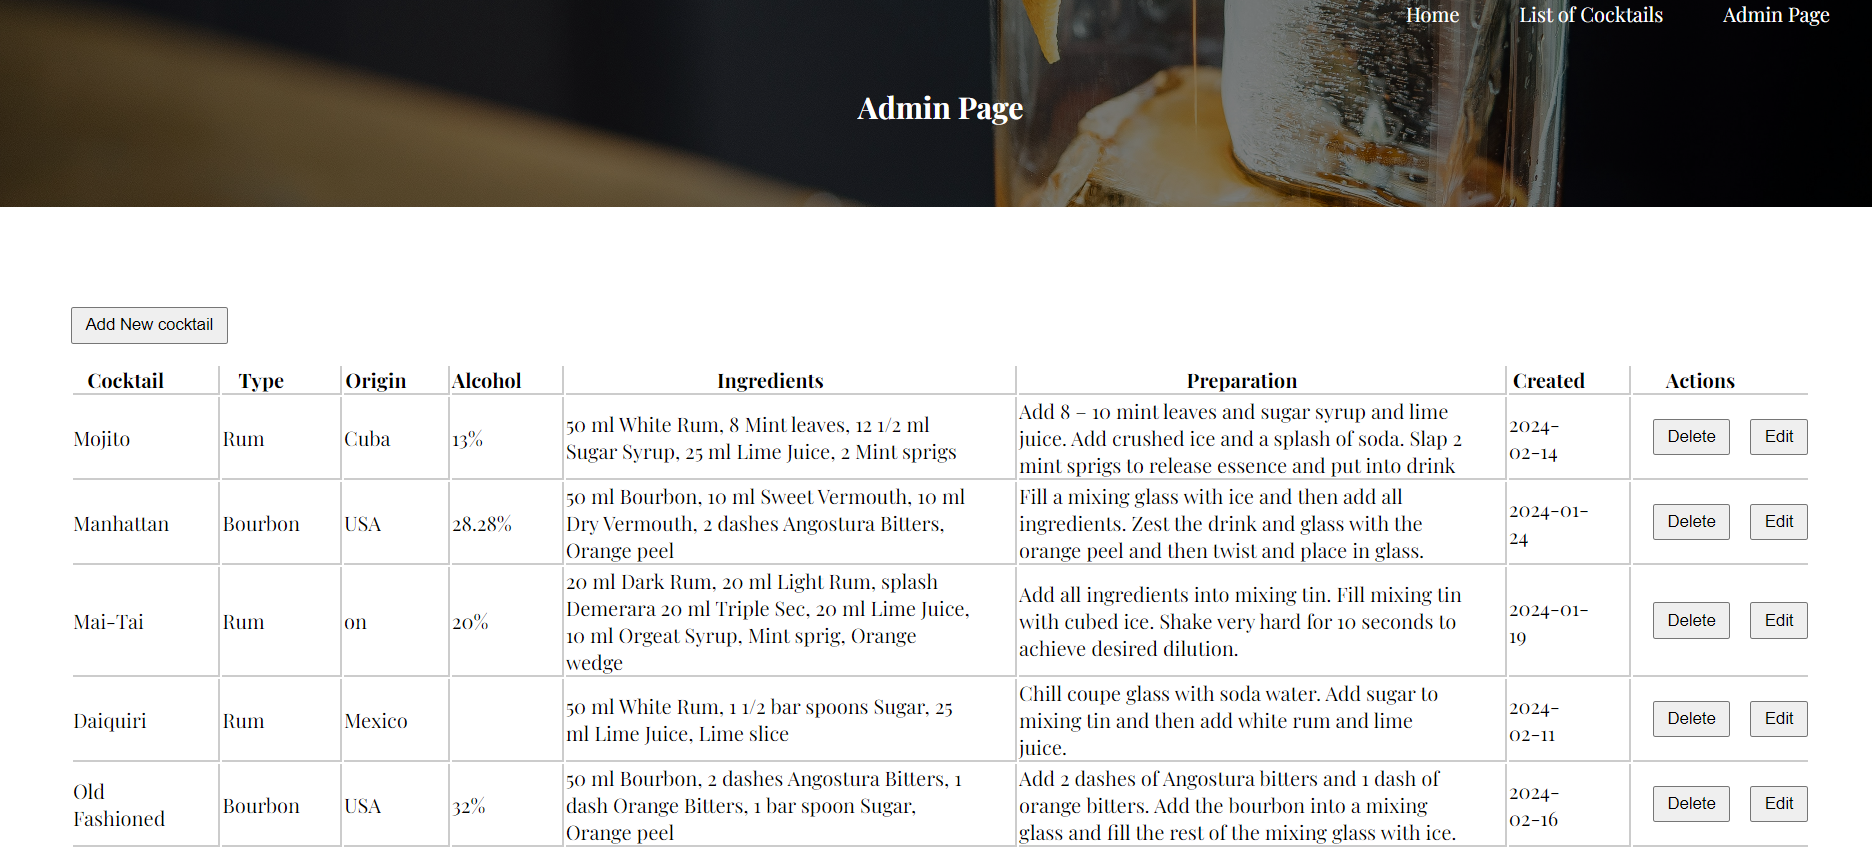 Home List of Cocktails Admin Page
Admin Page
Add New cocktail
Cocktail Type Origin Alcohol Ingredients Preparation Created Actions
Mojito Rum Cuba 13%
50 ml White Rum, 8 Mint leaves, 12 1/2 ml
Sugar Syrup, 25 ml Lime Juice, 2 Mint sprigs
Add 8 – 10 mint leaves and sugar syrup and lime
juice. Add crushed ice and a splash of soda. Slap 2
mint sprigs to release essence and put into drink
2024-
02-14
Delete Edit
Manhattan Bourbon USA 28.28%
50 ml Bourbon, 10 ml Sweet Vermouth, 10 ml
Dry Vermouth, 2 dashes Angostura Bitters,
Orange peel
Fill a mixing glass with ice and then add all
ingredients. Zest the drink and glass with the
orange peel and then twist and place in glass.
2024-01-
24
Delete Edit
Mai-Tai Rum on 20%
20 ml Dark Rum, 20 ml Light Rum, splash
Demerara 20 ml Triple Sec, 20 ml Lime Juice,
10 ml Orgeat Syrup, Mint sprig, Orange
wedge
Add all ingredients into mixing tin. Fill mixing tin
with cubed ice. Shake very hard for 10 seconds to
achieve desired dilution.
2024-01-
19
Delete Edit
Daiquiri Rum Mexico
50 ml White Rum, 1 1/2 bar spoons Sugar, 25
ml Lime Juice, Lime slice
Chill coupe glass with soda water. Add sugar to
mixing tin and then add white rum and lime
juice.
2024-
02-11
Delete Edit
Old
Fashioned
Bourbon USA 32%
50 ml Bourbon, 2 dashes Angostura Bitters, 1
dash Orange Bitters, 1 bar spoon Sugar,
Orange peel
Add 2 dashes of Angostura bitters and 1 dash of
orange bitters. Add the bourbon into a mixing
glass and fill the rest of the mixing glass with ice.
2024-
02-16
Delete Edit